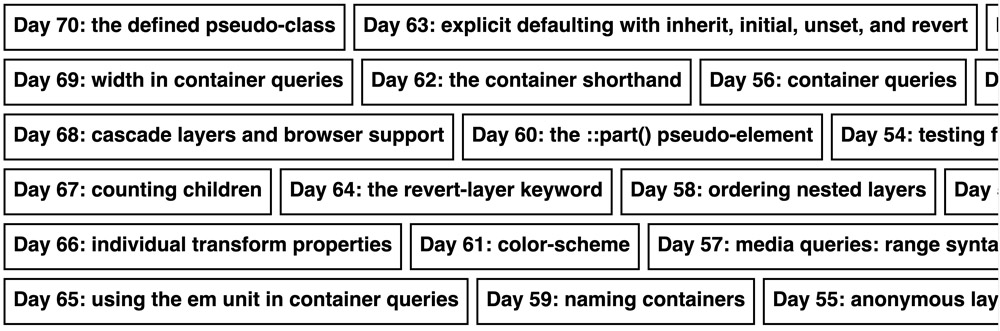 Day 70: the defined pseudo-class Day 63: explicit defaulting with inherit, initial, unset, and revert
Day 69: width in container queries Day 62: the container shorthand Day 56: container queries
Day 68: cascade layers and browser support Day 60: the ::part() pseudo-element Day 54: testing
Day 67: counting children Day 64: the revert-layer keyword Day 58: ordering nested layers Day
Day 66: individual transform properties Day 61: color-scheme Day 57: media queries: range synta
Day 65: using the em unit in container queries Day 59: naming containers Day 55: anonymous lay